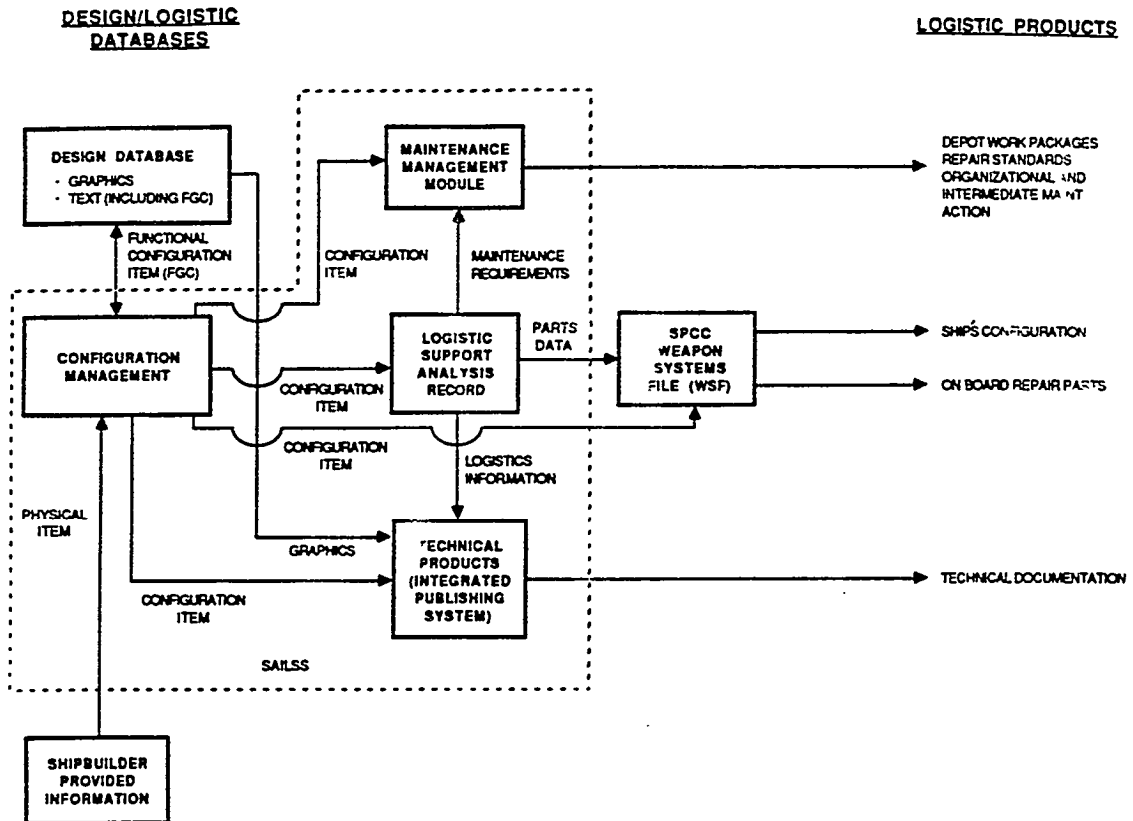 DESIGN/LOGISTIC
DATABASES
LOGISTIC PRODUCTS
DESIGN DATABASE
• GRAPHICS
• TEXT (INCLUDING FGC)
MAINTENANCE
MANAGEMENT
MODULE
DEPOT WORK PACKAGES
REPAIR STANDARDS
ORGANIZATIONAL AND
INTERMEDIATE
ACTION
FUNCTIONAL
CONFIGURATION
ITEM (FGC)
CONFIGURATION
ITEM
MAINTENANCE
REQUIREMENTS
CONFIGURATION
MANAGEMENT
LOGISTIC
SUPPORT
ANALYSIS
RECORD
PARTS
DATA
SPCC
WEAPON
SYSTEMS
FILE (WSF)
SHIP'S CONFIGURATION
ON BOARD REPAIR PARTS
CONFIGURATION
ITEM
CONFIGURATION
ITEM
LOGISTICS
INFORMATION
PHYSICAL
ITEM
GRAPHICS
TECHNICAL
PRODUCTS
(INTEGRATED
PUBLISHING
SYSTEM)
TECHNICAL DOCUMENTATION
CONFIGURATION
ITEM
SAILSS
SHIPBUILDER
PROVIDED
INFORMATION